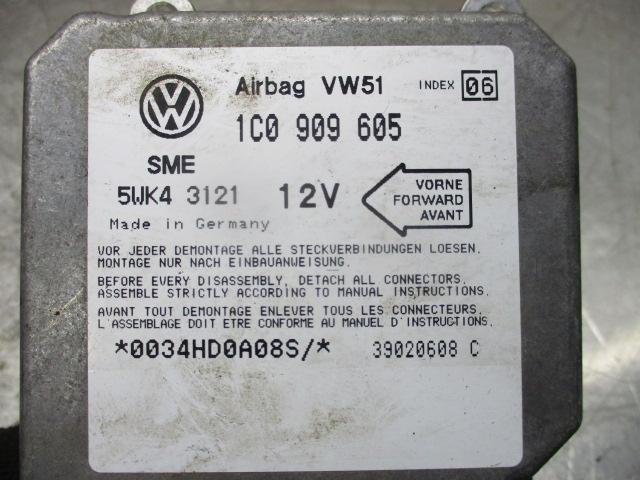 Airbag VW51 INDEX 06
1C0 909 605
SME
5WK4 3121 12V
VORNE
FORWARD
AVANT
Made in Germany
VOR JEDER DEMONTAGE ALLE STECKVERBINDUNGEN LOESEN.
MONTAGE NUR NACH EINBAUANWEISUNG.
BEFORE EVERY DISASSEMBLY, DETACH ALL CONNECTORS.
ASSEMBLE STRICTLY ACCORDING TO MANUAL INSTRUCTIONS.
AVANT TOUT DEMONTAGE ENLEVER TOUS LES CONNECTEURS.
L'ASSEMBLAGE DOIT ETRE CONFORME AU MANUEL D'INSTRUCTIONS.
*0034HD0A08S/* 39020608 C